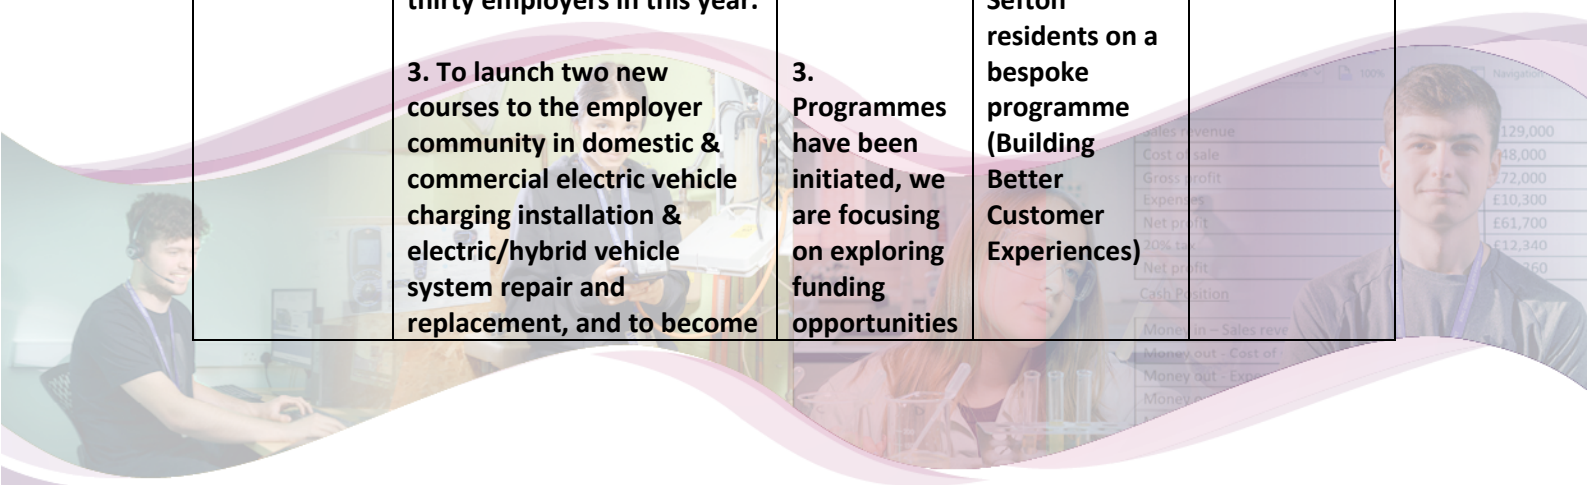 thirty employers in this year.
3. To launch two new
courses to the employer
community in domestic &
commercial electric vehicle
charging installation &
electric/hybrid vehicle
system repair and
replacement, and to become
3.
Programmes
have been
initiated, we
are focusing
on exploring
funding
opportunities
Sefton
residents on a
bespoke
programme
(Building
Better
Customer
Experiences)
100%
Navigation
Sales revenue
129,000
Cost of sale
48,000
Gross profit
£72,000
Expenses
£10,300
Net profit
£61,700
20% tax
£12,340
Net profit
360
Cash Position
Money in – Sales reve
Money out - Cost of
Money out - Expe
Money